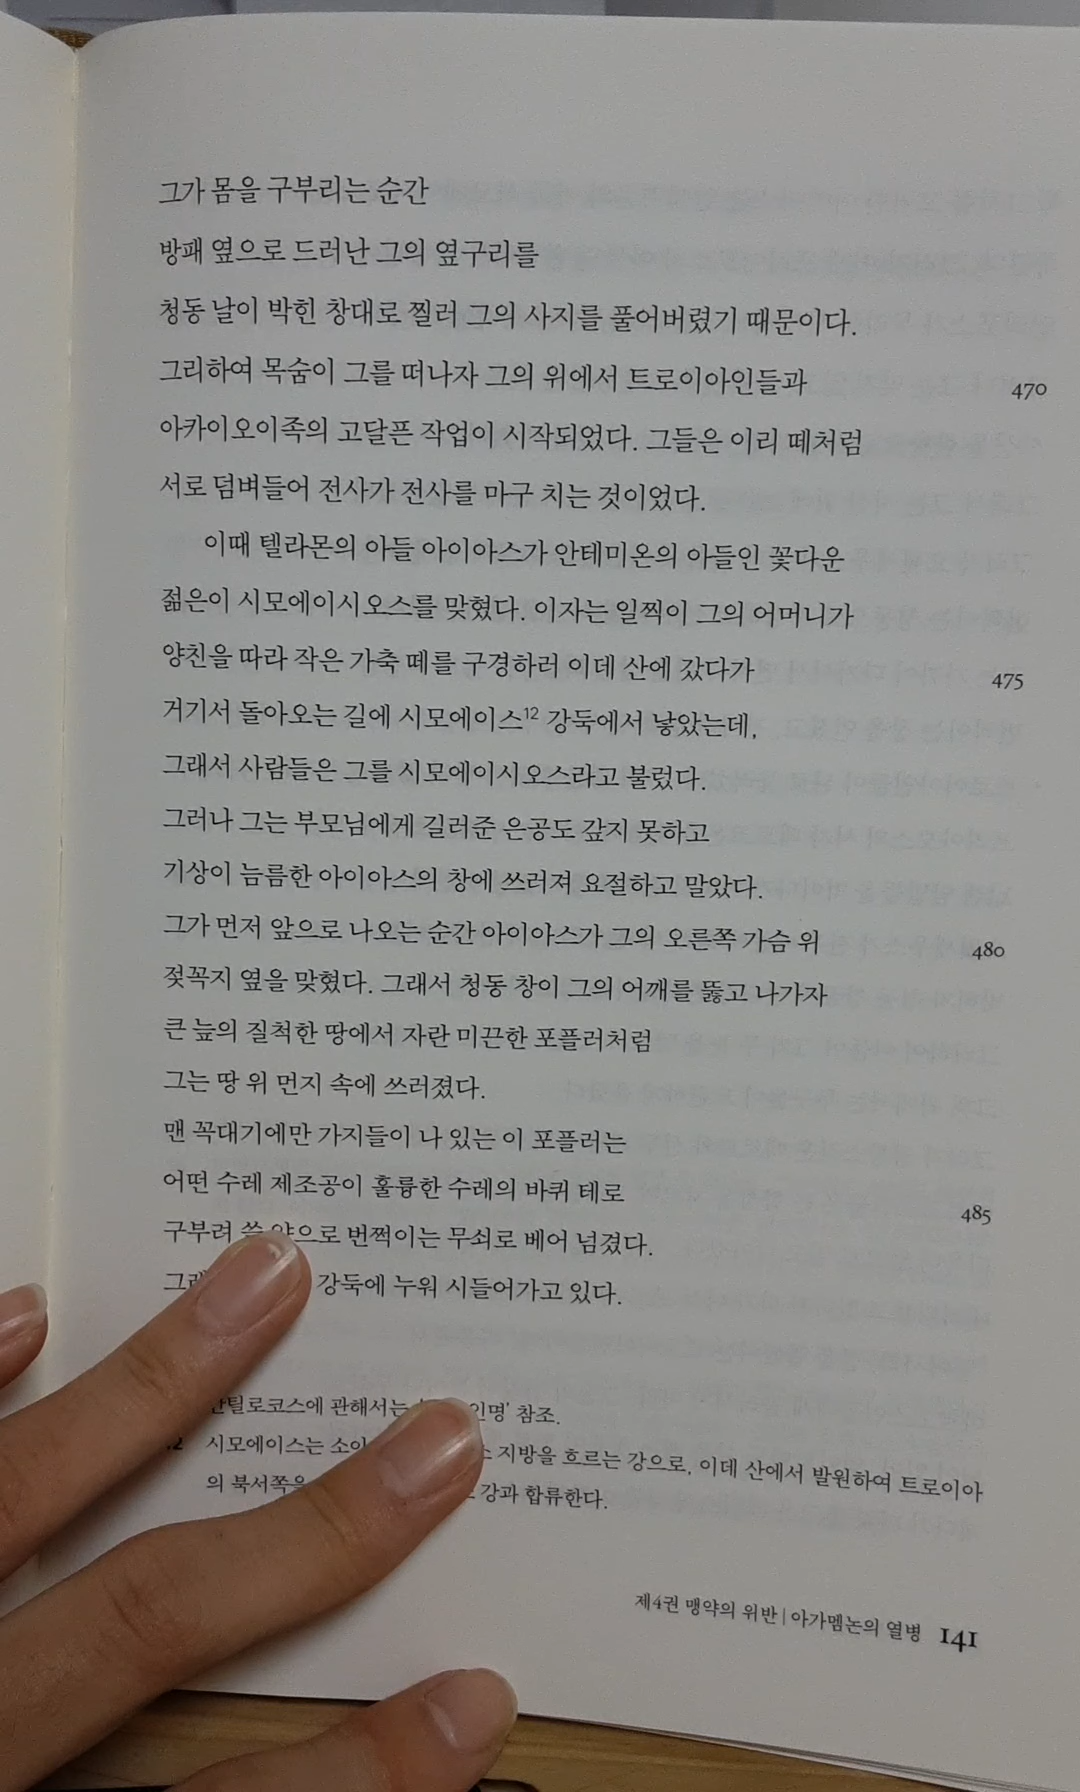 그가 몸을 구부리는 순간
방패 옆으로 드러난 그의 옆구리를
청동 날이 박힌 창대로 찔러 그의 사지를 풀어버렸기 때문이다.
그리하여 목숨이 그를 떠나자 그의 위에서 트로이아인들과 470
아카이오이족의 고달픈 작업이 시작되었다. 그들은 이리 떼처럼
서로 덤벼들어 전사가 전사를 마구 치는 것이었다.
이때 텔라몬의 아들 아이아스가 안테미온의 아들인 꽃다운
젊은이 시모에이시오스를 맞혔다. 이자는 일찍이 그의 어머니가
양친을 따라 작은 가축 떼를 구경하러 이데 산에 갔다가 475
거기서 돌아오는 길에 시모에이스12 강둑에서 낳았는데,
그래서 사람들은 그를 시모에이시오스라고 불렀다.
그러나 그는 부모님에게 길러준 은공도 갚지 못하고
기상이 늠름한 아이아스의 창에 쓰러져 요절하고 말았다.
그가 먼저 앞으로 나오는 순간 아이아스가 그의 오른쪽 가슴 위 480
젖꼭지 옆을 맞혔다. 그래서 청동 창이 그의 어깨를 뚫고 나가자
큰 늪의 질척한 땅에서 자란 미끈한 포플러처럼
그는 땅 위 먼지 속에 쓰러졌다.
맨 꼭대기에만 가지들이 나 있는 이 포플러는
어떤 수레 제조공이 훌륭한 수레의 바퀴 테로 485
구부려 쓸 양으로 번쩍이는 무쇠로 베어 넘겼다.
강둑에 누워 시들어가고 있다.
안틸로코스에 관해서는 참조.
시모에이스는 지방을 흐르는 강으로, 이데 산에서 발원하여 트로이아
의 북서쪽을 강과 합류한다.
제4권 맹약의 위반 | 아가멤논의 열병 141